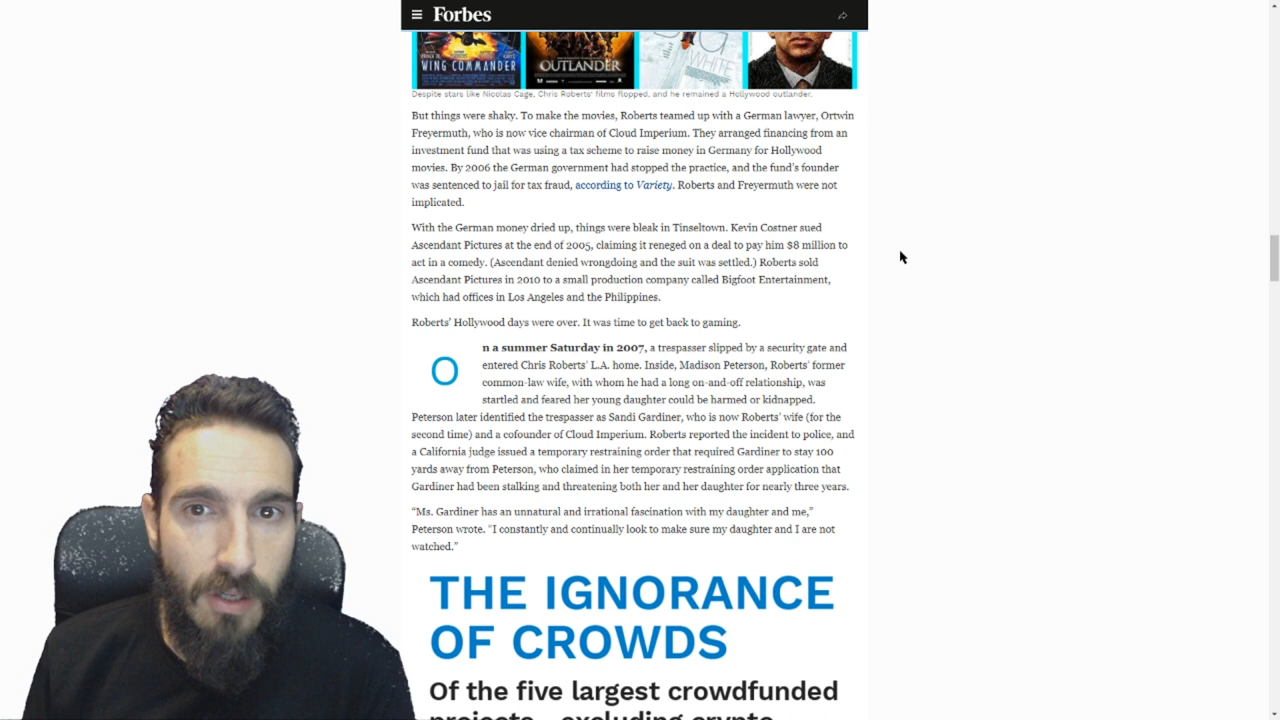 Forbes
WING COMMANDER
OUTLANDER
WHITE
Despite stars like Nicolas Cage, Chris Roberts' films flopped, and he remained a Hollywood outlander.
But things were shaky. To make the movies, Roberts teamed up with a German lawyer, Ortwin
Freyermuth, who is now vice chairman of Cloud Imperium. They arranged financing from an
investment fund that was using a tax scheme to raise money in Germany for Hollywood
movies. By 2006 the German government had stopped the practice, and the fund's founder
was sentenced to jail for tax fraud, according to Variety. Roberts and Freyermuth were not
implicated.
With the German money dried up, things were bleak in Tinseltown. Kevin Costner sued
Ascendant Pictures at the end of 2005, claiming it reneged on a deal to pay him $8 million to
act in a comedy. (Ascendant denied wrongdoing and the suit was settled.) Roberts sold
Ascendant Pictures in 2010 to a small production company called Bigfoot Entertainment,
which had offices in Los Angeles and the Philippines.
Roberts' Hollywood days were over. It was time to get back to gaming.
On a summer Saturday in 2007, a trespasser slipped by a security gate and
entered Chris Roberts' L.A. home. Inside, Madison Peterson, Roberts' former
common-law wife, with whom he had a long on-and-off relationship, was
startled and feared her young daughter could be harmed or kidnapped.
Peterson later identified the trespasser as Sandi Gardiner, who is now Roberts' wife (for the
second time) and a cofounder of Cloud Imperium. Roberts reported the incident to police, and
a California judge issued a temporary restraining order that required Gardiner to stay 100
yards away from Peterson, who claimed in her temporary restraining order application that
Gardiner had been stalking and threatening both her and her daughter for nearly three years.
“Ms. Gardiner has an unnatural and irrational fascination with my daughter and me,”
Peterson wrote. “I constantly and continually look to make sure my daughter and I are not
watched.”
THE IGNORANCE
OF CROWDS
Of the five largest crowdfunded
projects—excluding crypto